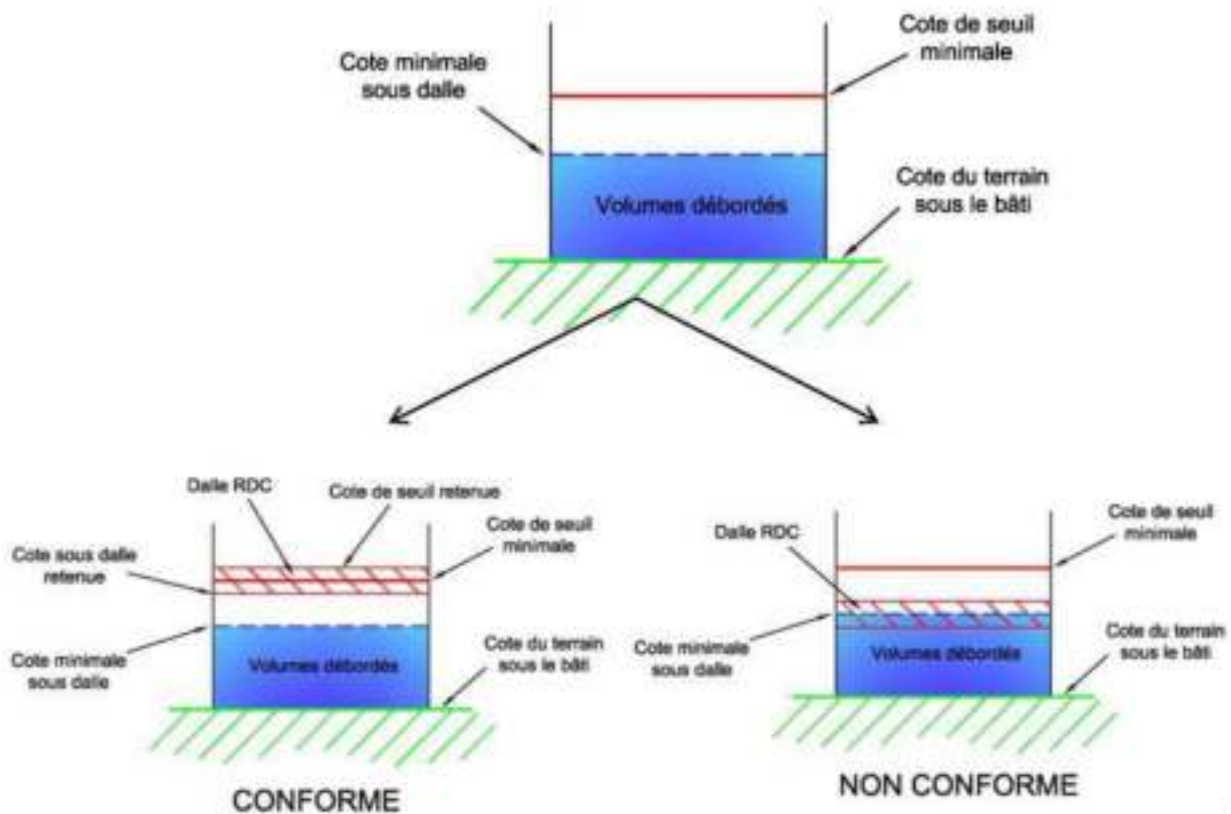 Cote de seuil
minimale
Cote minimale
sous dalle
Cote du terrain
sous le bâti
Volumes débordés
Dalle RDC
Cote de seuil retenue
Cote de seuil
minimale
Cote sous dalle
retenue
Cote minimale
sous dalle
Cote du terrain
sous le bâti
Volumes débordés
CONFORME
Dalle RDC
Cote de seuil
minimale
Cote minimale
sous dalle
Cote du terrain
sous le bâti
Volumes débordés
NON CONFORME